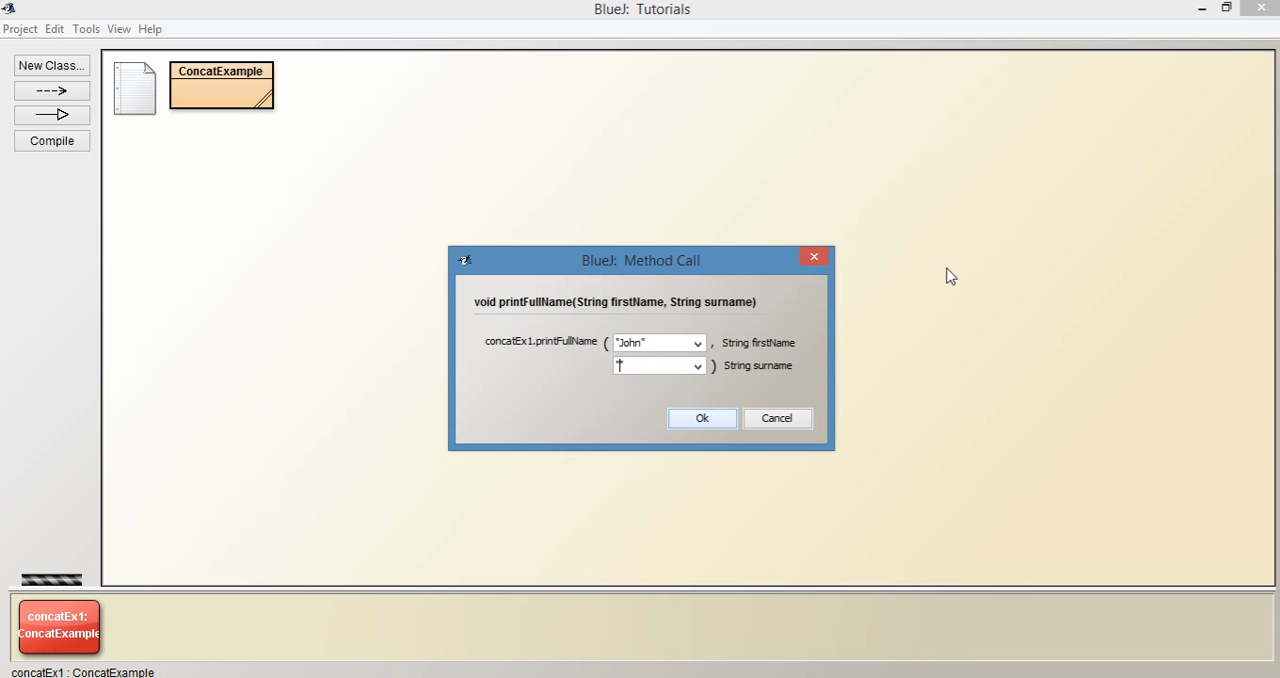 BlueJ: Tutorials
Project Edit Tools View Help
New Class...
Compile
ConcatExample
BlueJ: Method Call
void printFullName(String firstName, String surname)
concatEx1.printFullName ( "John" , String firstName
" ) String surname
Ok Cancel
concatEx1:
ConcatExample
concatEx1 : ConcatExample